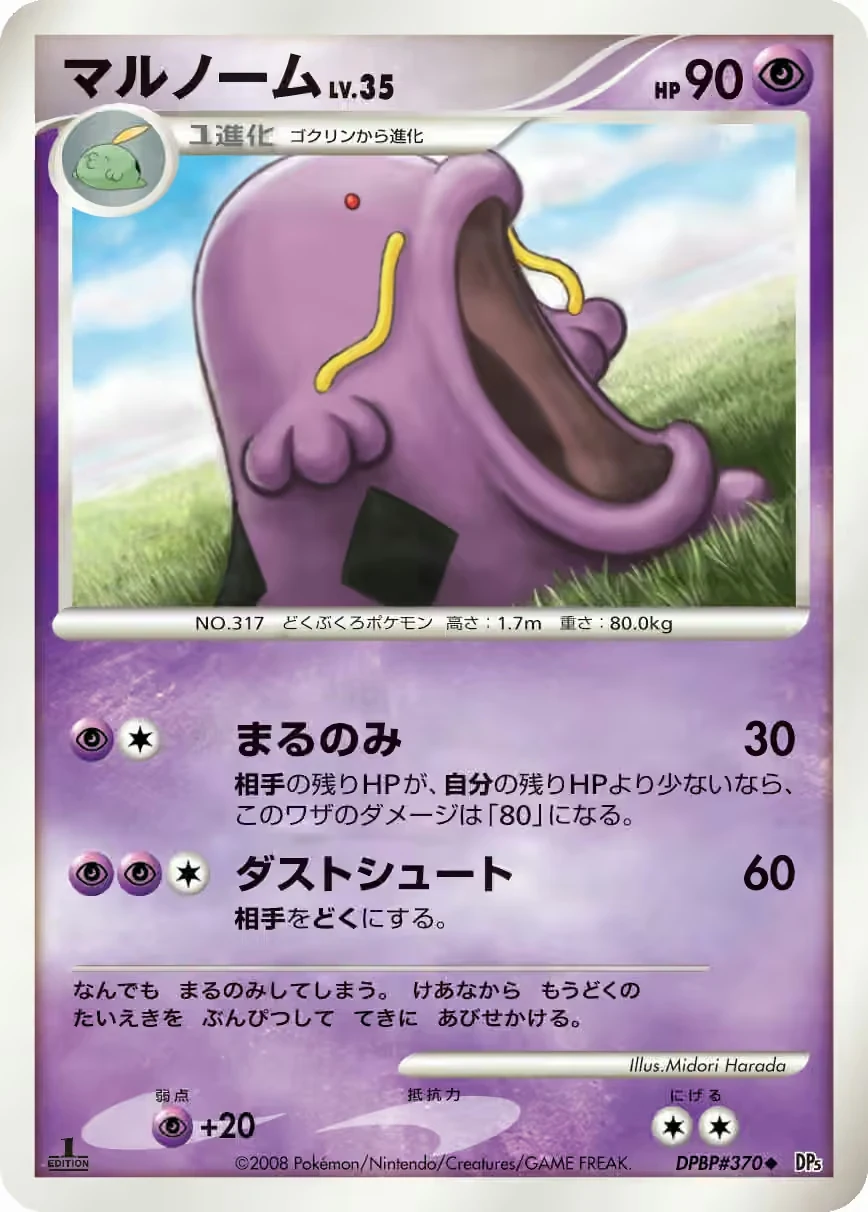 マルノームLV.35
HP90
1進化 ゴクリンから進化
NO.317 どくぶくろポケモン 高さ:1.7m 重さ:80.0kg
まるのみ 30
相手の残りHPが、自分の残りHPより少ないなら、
このワザのダメージは「80」になる。
ダストシュート 60
相手をどくにする。
なんでも まるのみしてしまう。 けあなから もうどくの
たいえきを ぶんぴつして てきに あびせかける。
Illus.Midori Harada
弱点 抵抗力 にげる
+20
1 EDITION
©2008 Pokémon/Nintendo/Creatures/GAME FREAK. DPBP#370◆ DP5